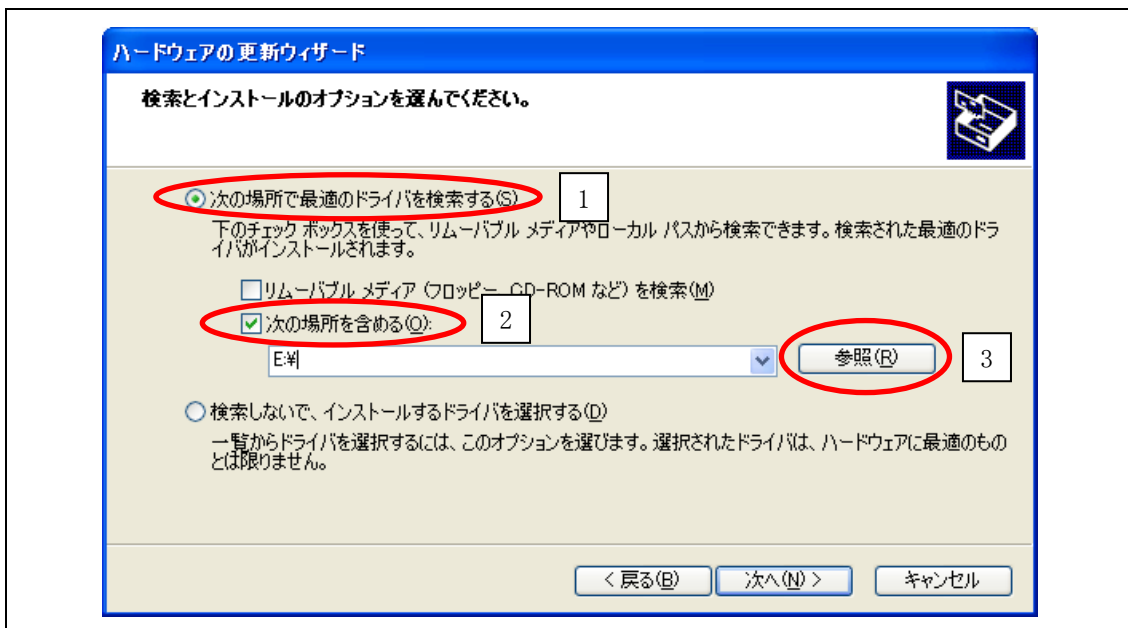 ハードウェアの更新ウィザード
検索とインストールのオプションを選んでください。
次の場所で最適のドライバを検索する(S)
1
下のチェック ボックスを使って、リムーバブル メディアやローカル パスから検索できます。検索された最適のドラ
イバがインストールされます。
リムーバブル メディア (フロッピー、CD-ROM など) を検索(M)
次の場所を含める(O):
2
E:¥
参照(R)
3
検索しないで、インストールするドライバを選択する(D)
一覧からドライバを選択するには、このオプションを選びます。選択されたドライバは、ハードウェアに最適のもの
とは限りません。
< 戻る(B)
次へ(N) >
キャンセル